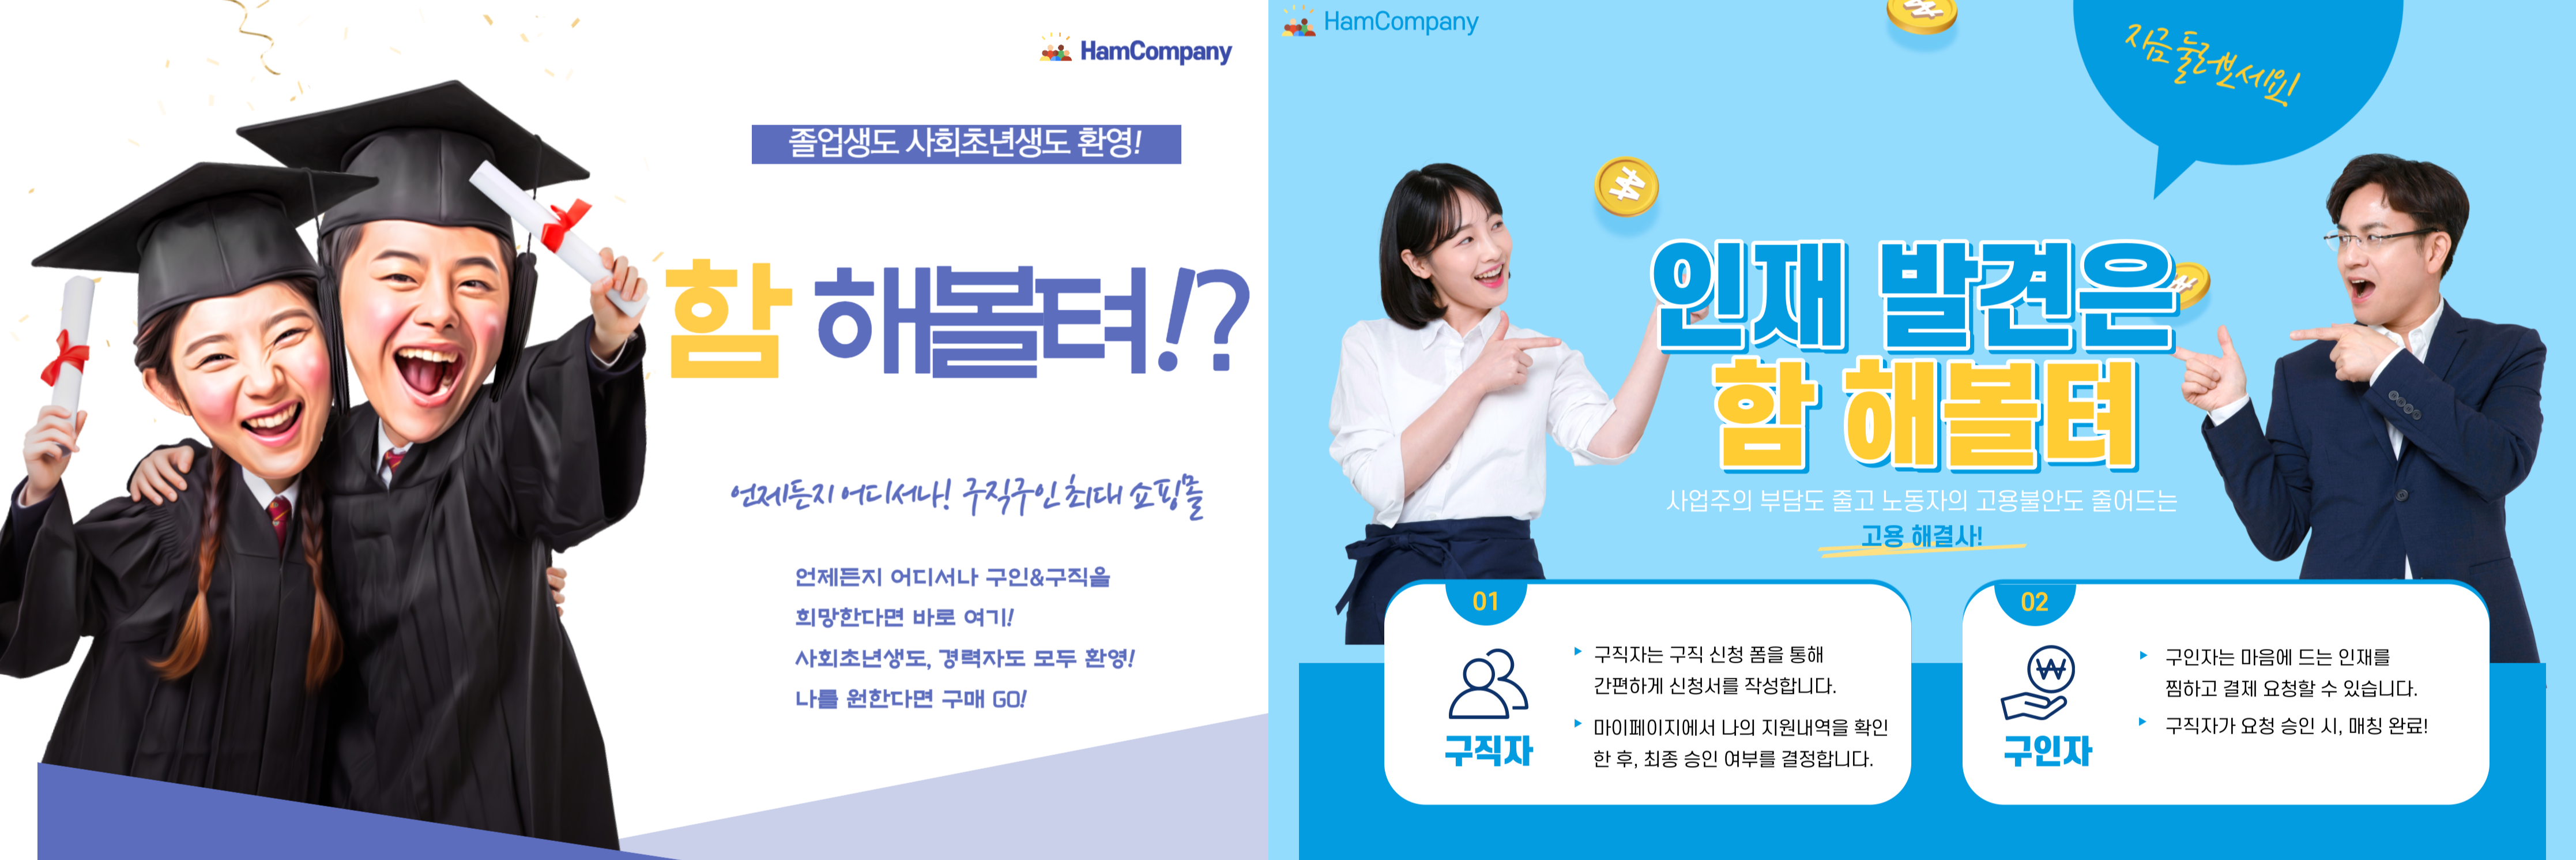 HamCompany
졸업생도 사회초년생도 환영!
함 해볼텨!?
언제든지 어디서나! 구직구인 최대 쇼핑몰
언제든지 어디서나 구인&구직을
희망한다면 바로 여기!
사회초년생도, 경력자도 모두 환영!
나를 원한다면 구매 GO!
HamCompany
지금 둘러보세요!
인재 발견은
함 해볼텨
사업주의 부담도 줄고 노동자의 고용불안도 줄어드는
고용 해결사!
01
구직자
구직자는 구직 신청 폼을 통해
간편하게 신청서를 작성합니다.
마이페이지에서 나의 지원내역을 확인
한 후, 최종 승인 여부를 결정합니다.
02
구인자
구인자는 마음에 드는 인재를
찜하고 결제 요청할 수 있습니다.
구직자가 요청 승인 시, 매칭 완료!